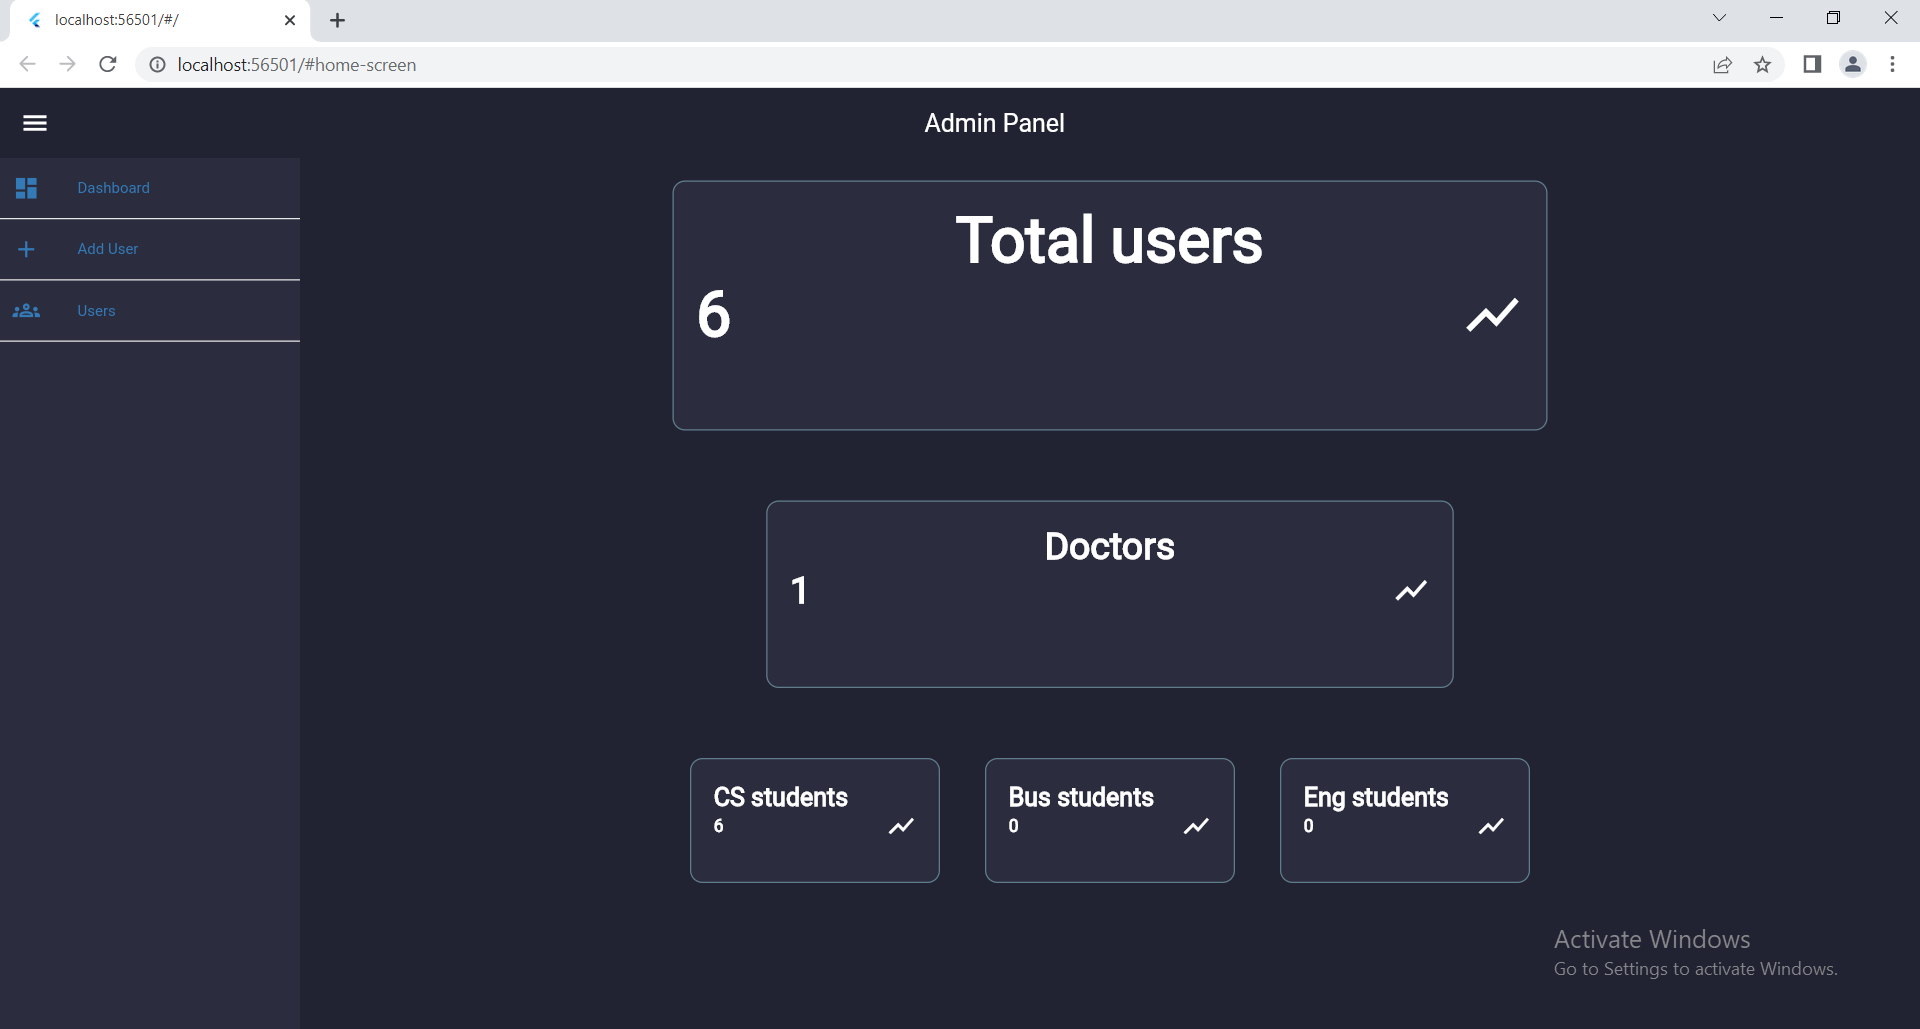 localhost:56501/#/
localhost:56501/#home-screen
Admin Panel
Dashboard
Add User
Users
Total users
6
Doctors
1
CS students
6
Bus students
0
Eng students
0
Activate Windows
Go to Settings to activate Windows.